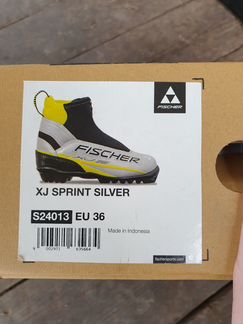 FISCHER
FISCHER
XJ SPRINT SILVER
S24013 EU 36
Made in Indonesia
fischersports.com